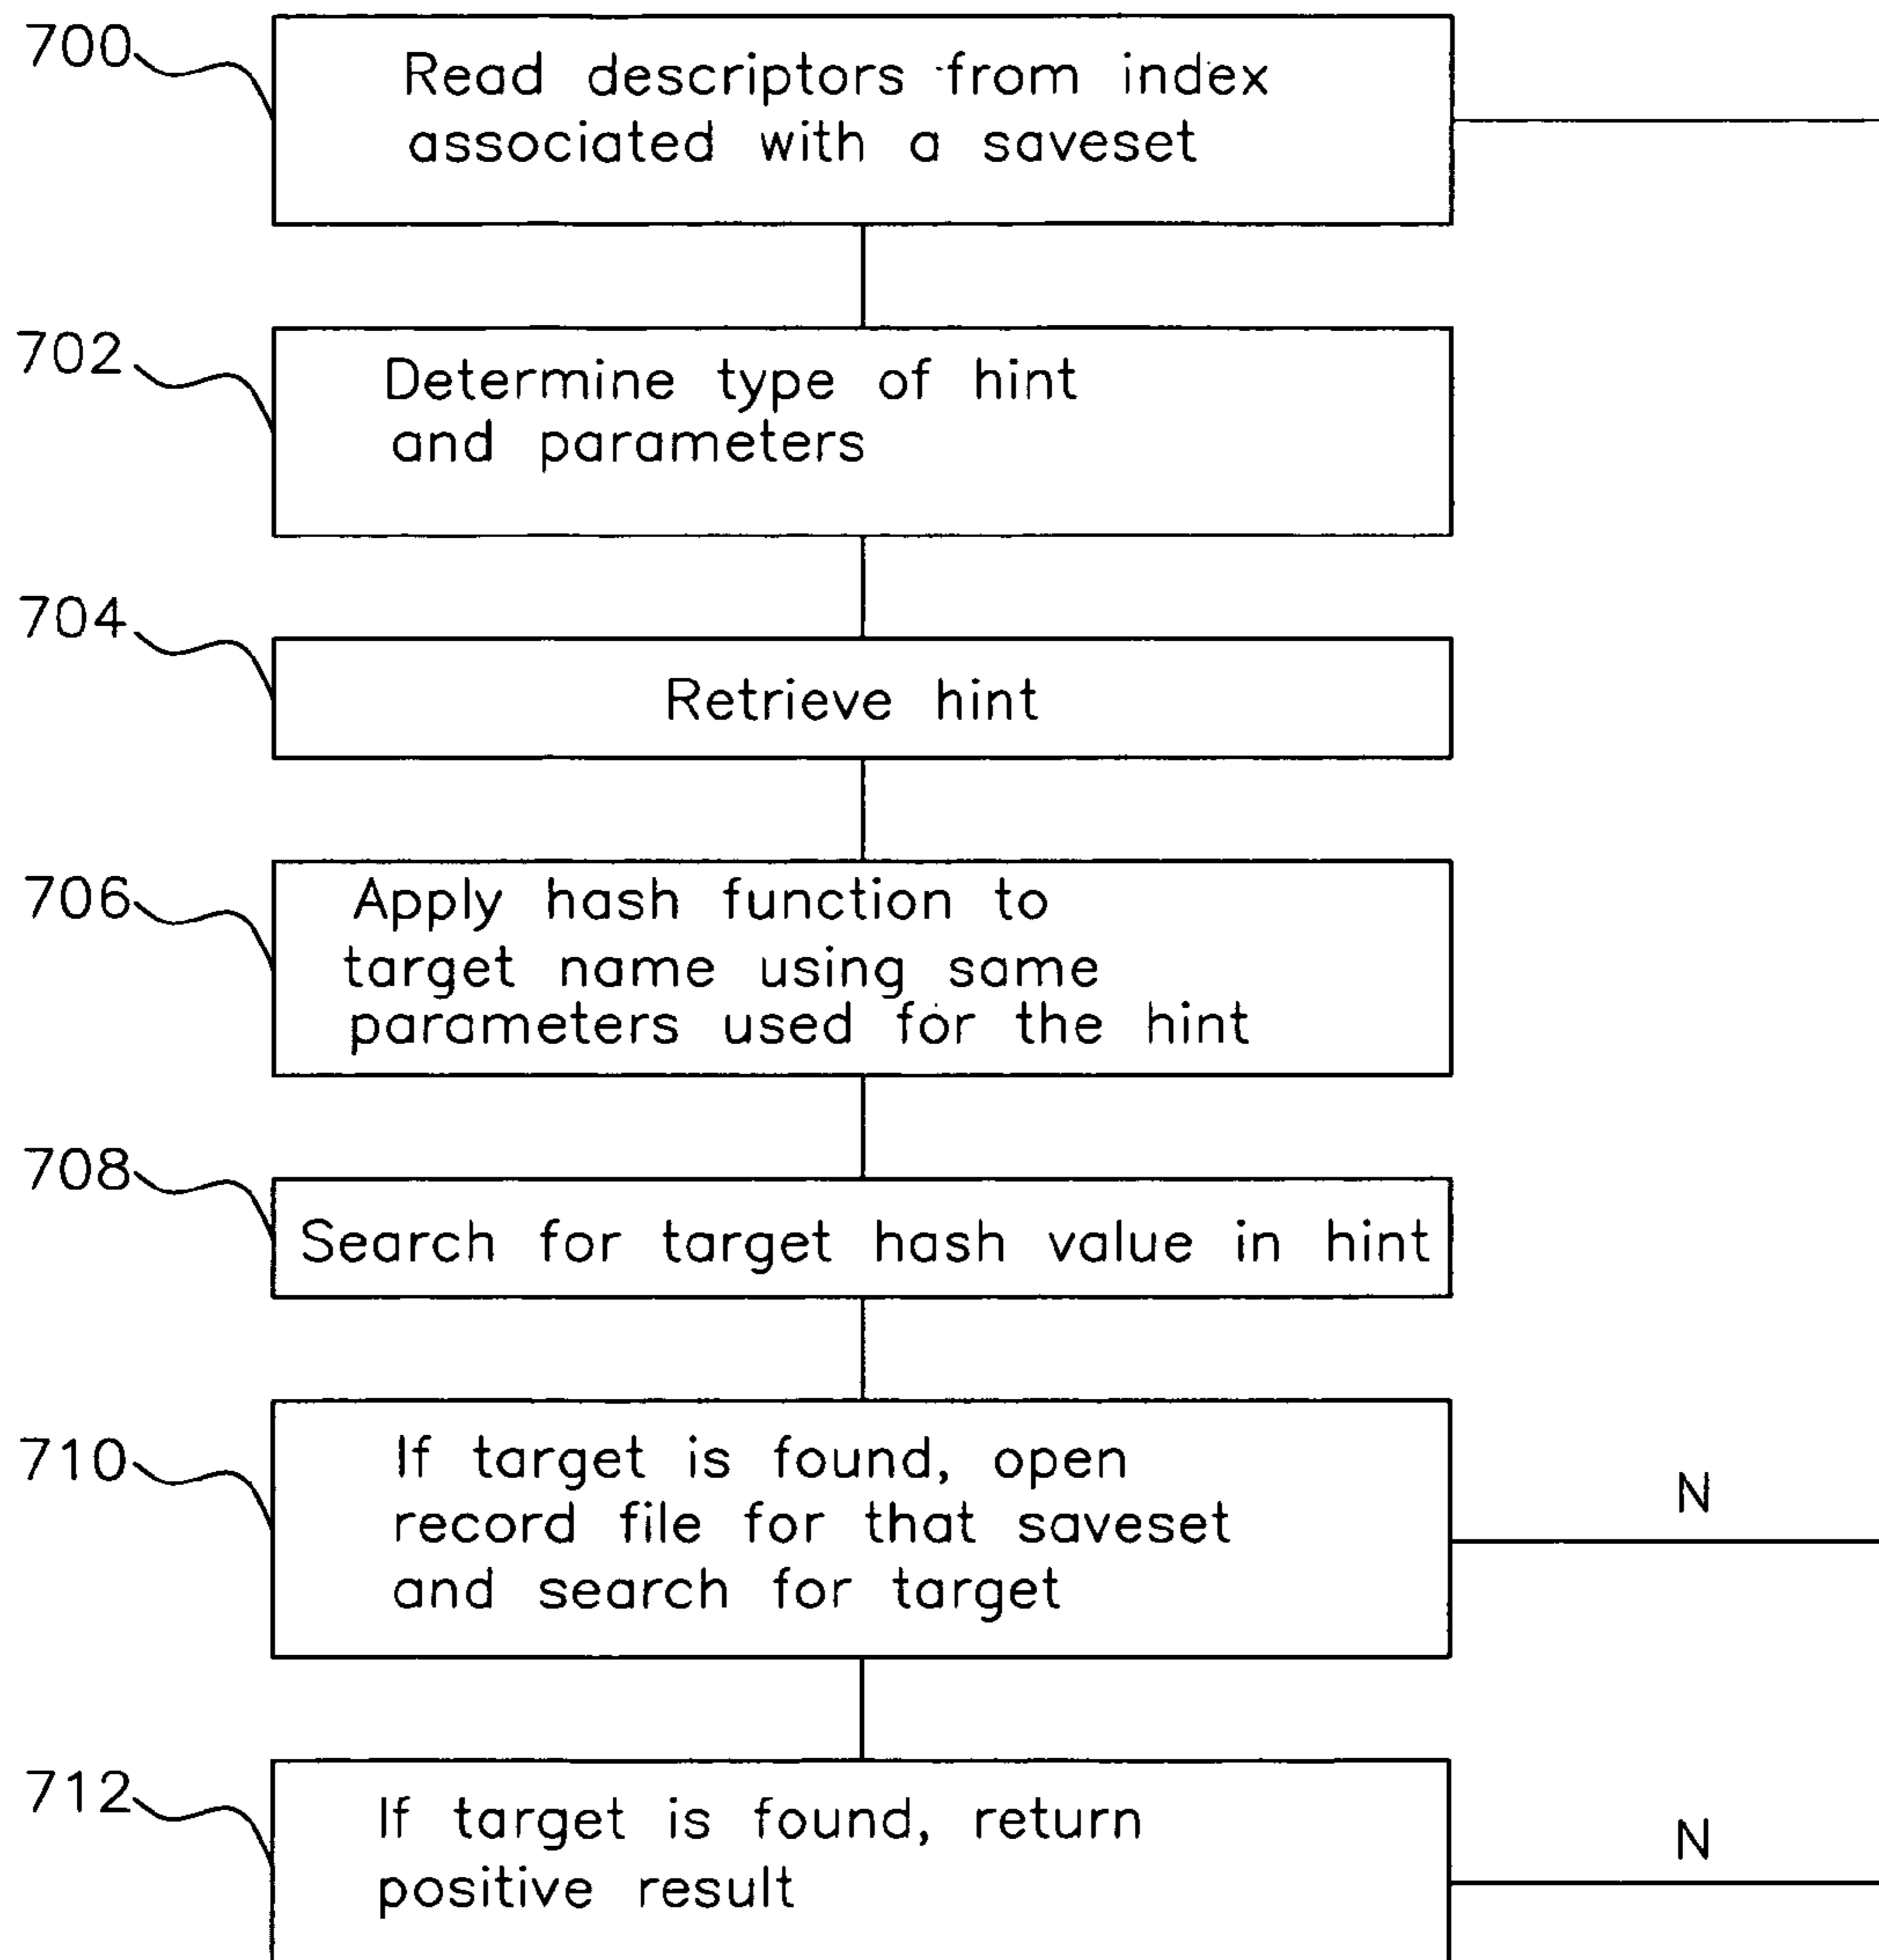 700
Read descriptors from index
associated with a saveset
702
Determine type of hint
and parameters
704
Retrieve hint
706
Apply hash function to
target name using same
parameters used for the hint
708
Search for target hash value in hint
710
If target is found, open
record file for that saveset
and search for target
N
712
If target is found, return
positive result
N